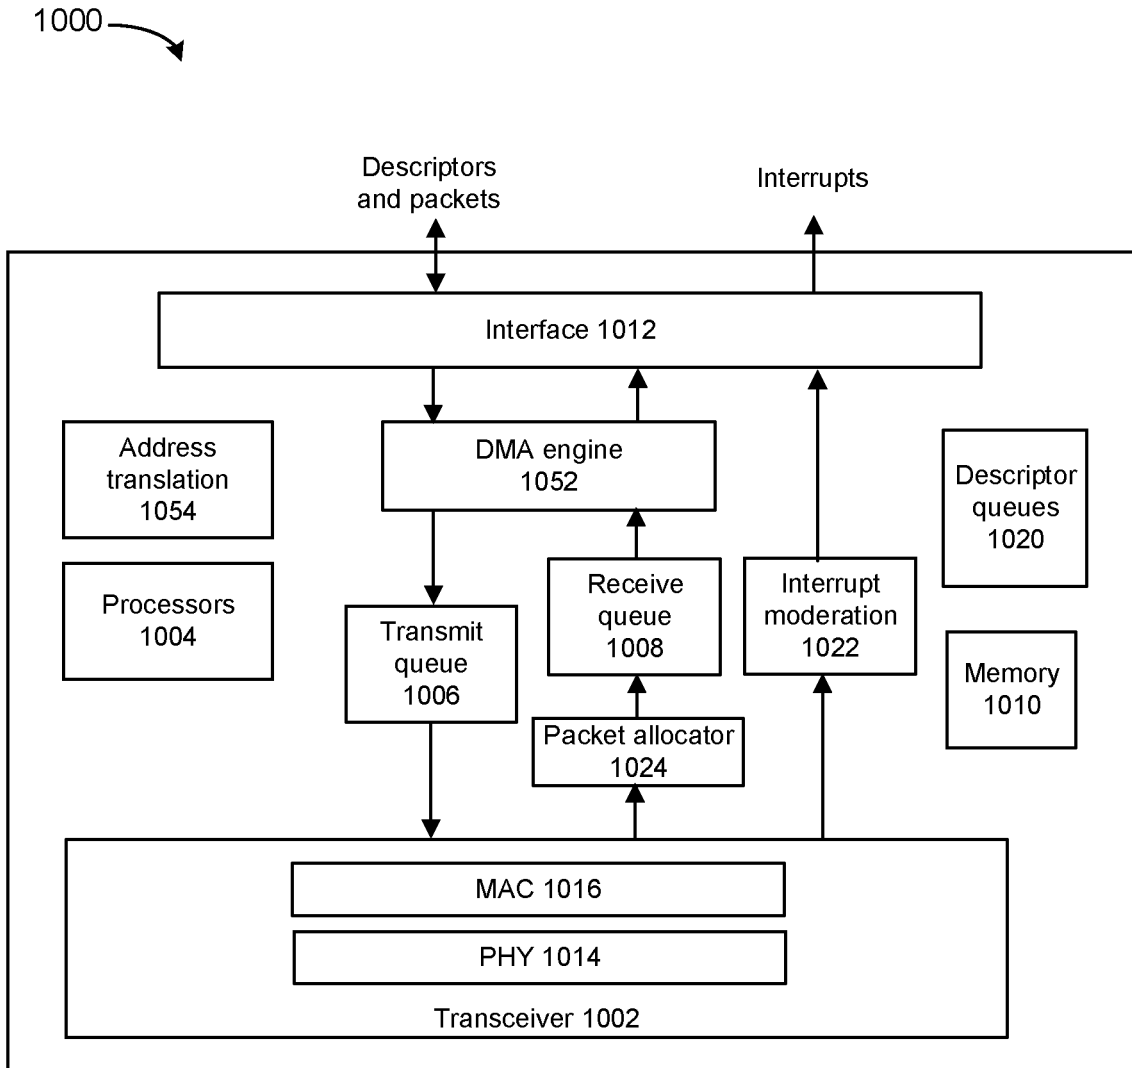 1000
Descriptors
and packets
Interrupts
Interface 1012
Address
translation
1054
DMA engine
1052
Descriptor
queues
1020
Processors
1004
Transmit
queue
1006
Receive
queue
1008
Interrupt
moderation
1022
Memory
1010
Packet allocator
1024
MAC 1016
PHY 1014
Transceiver 1002